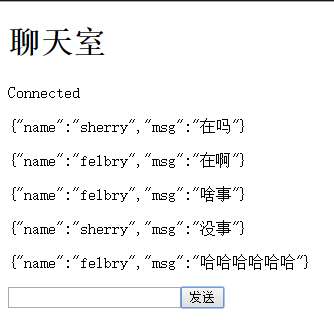 聊天室
Connected
{"name":"sherry","msg":"在吗"}
{"name":"felbry","msg":"在啊"}
{"name":"felbry","msg":"啥事"}
{"name":"sherry","msg":"没事"}
{"name":"felbry","msg":"哈哈哈哈哈哈"}
发送